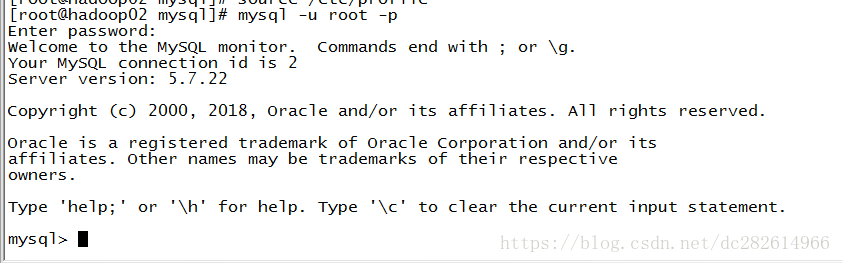 [root@hadoop02 mysql]# source /etc/profile
[root@hadoop02 mysql]# mysql -u root -p
Enter password:
Welcome to the MySQL monitor.  Commands end with ; or \g.
Your MySQL connection id is 2
Server version: 5.7.22
Copyright (c) 2000, 2018, Oracle and/or its affiliates. All rights reserved.
Oracle is a registered trademark of Oracle Corporation and/or its
affiliates. Other names may be trademarks of their respective
owners.
Type 'help;' or '\h' for help. Type '\c' to clear the current input statement.
mysql>
https://blog.csdn.net/dc282614966